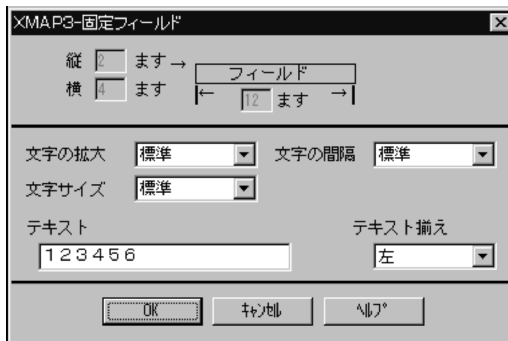 XMAP3-固定フィールド
縦 2 ます→
フィールド
横 4 ます
|← 12 ます →|
文字の拡大 標準 文字の間隔 標準
文字サイズ 標準
テキスト テキスト揃え
１２３４５６ 左
OK ｷｬﾝｾﾙ ﾍﾙﾌﾟ